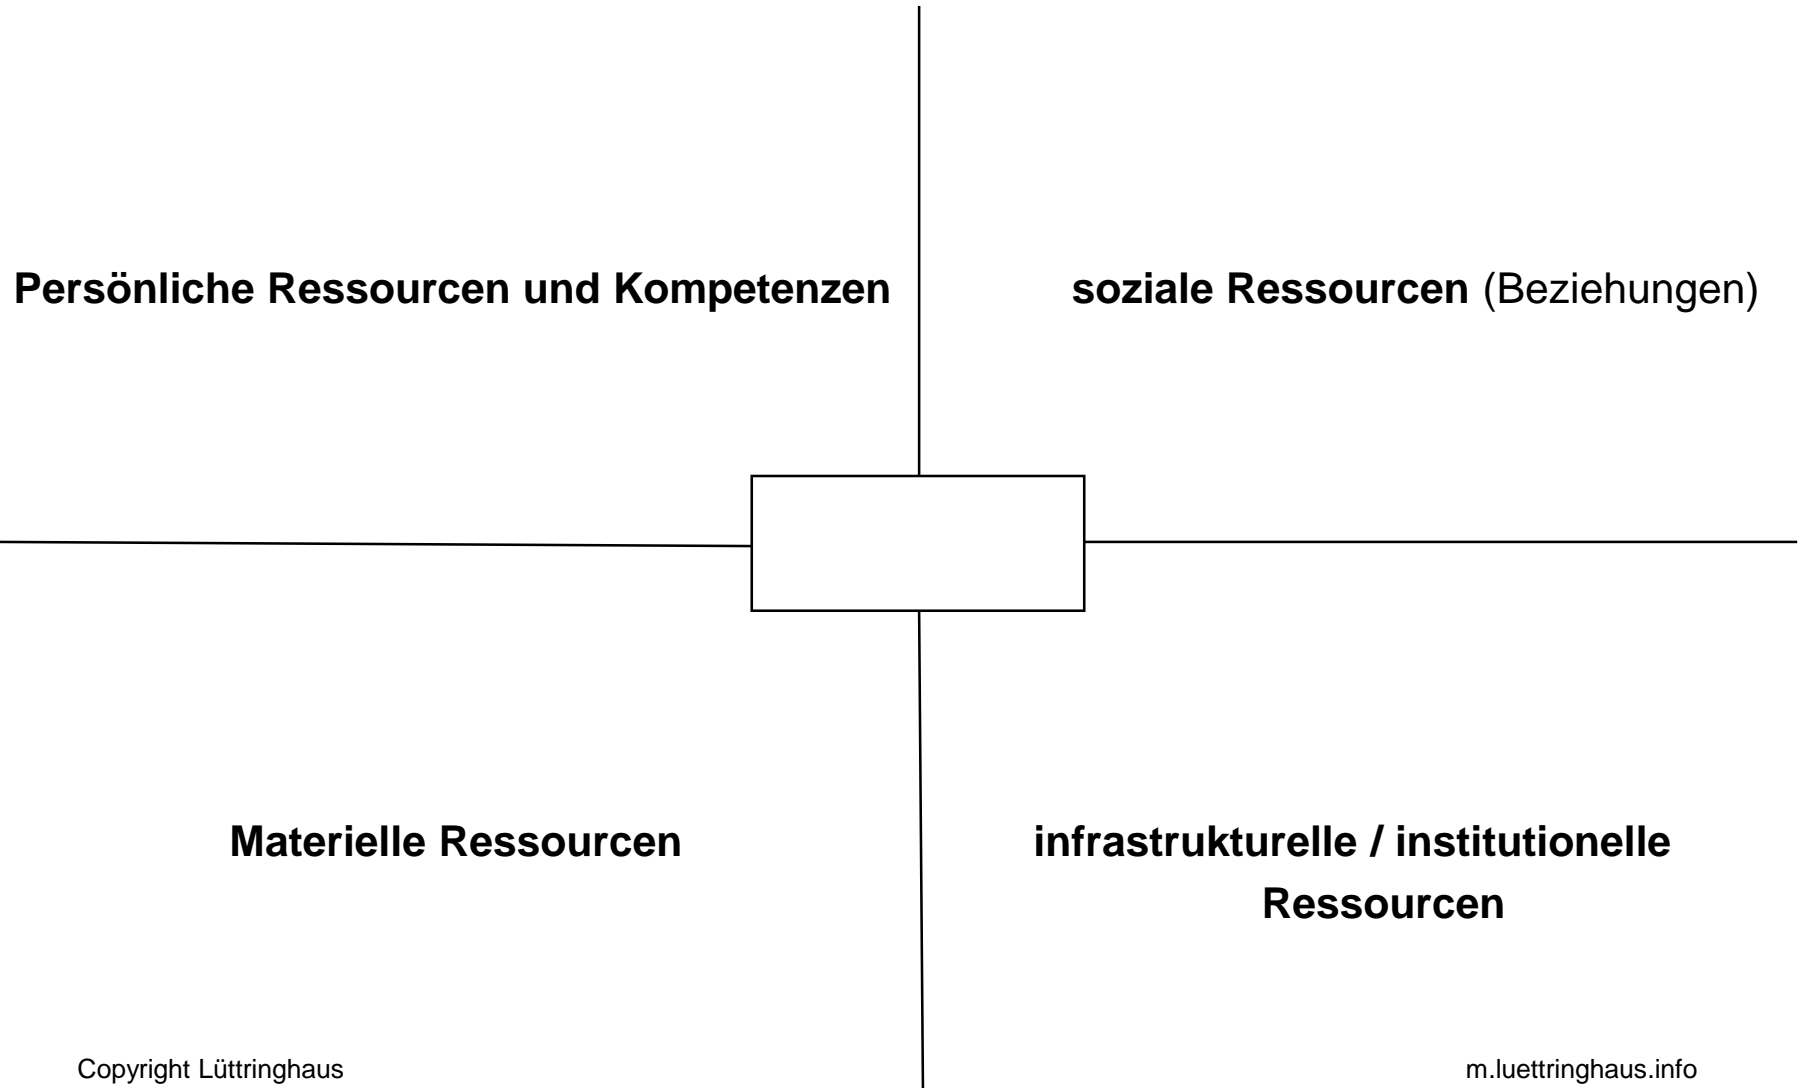 Persönliche Ressourcen und Kompetenzen
soziale Ressourcen (Beziehungen)
Materielle Ressourcen
infrastrukturelle / institutionelle
Ressourcen
Copyright Lüttringhaus
m.luettringhaus.info